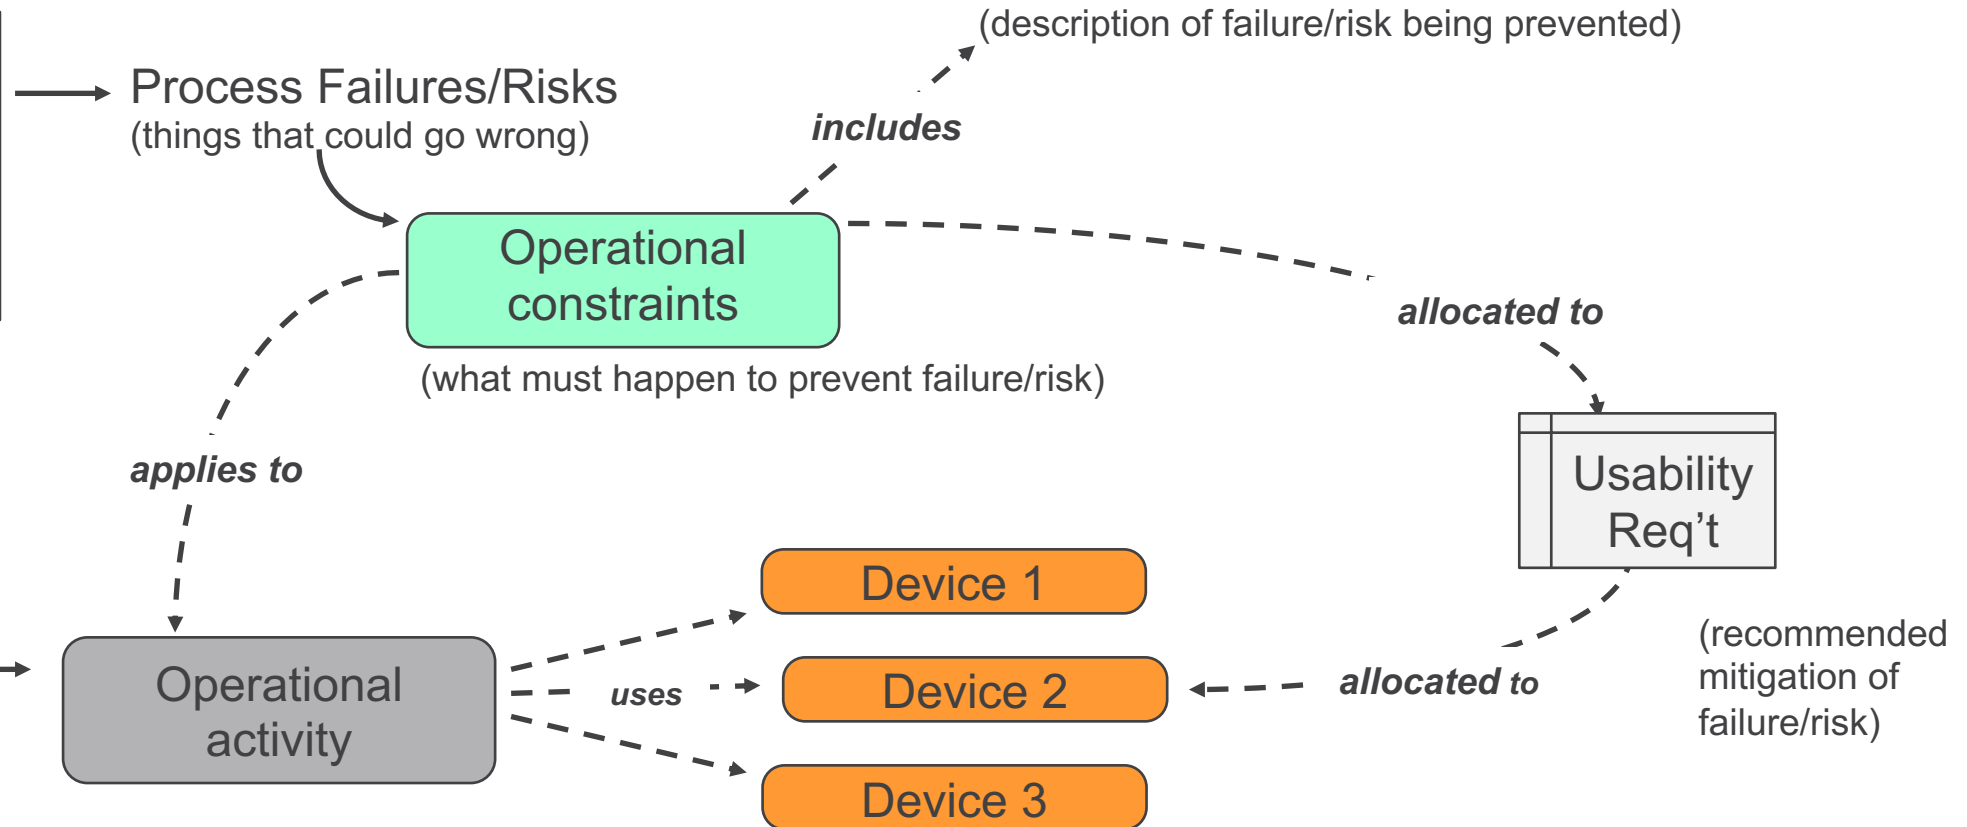 (description of failure/risk being prevented)
Process Failures/Risks
(things that could go wrong)
includes
Operational
constraints
(what must happen to prevent failure/risk)
allocated to
applies to
Usability
Req’t
Device 1
Operational
activity
uses
Device 2
allocated to
(recommended
mitigation of
failure/risk)
Device 3